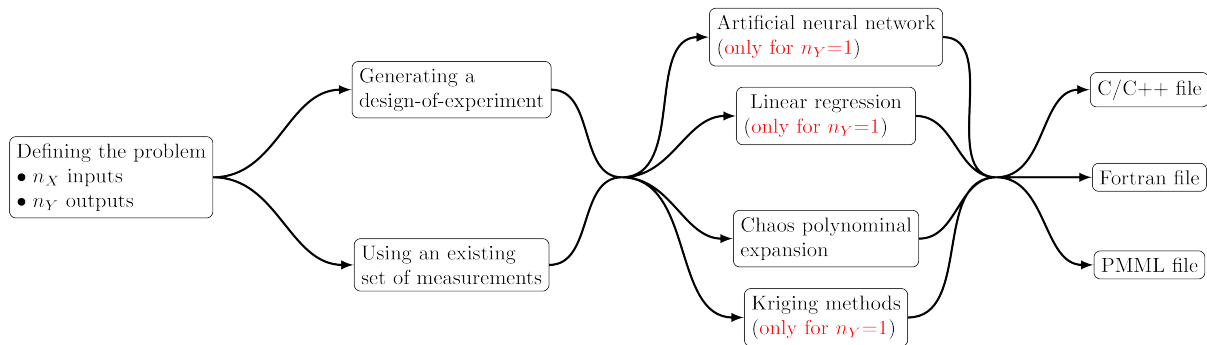 Defining the problem
• n_X inputs
• n_Y outputs
Generating a
design-of-experiment
Using an existing
set of measurements
Artificial neural network
(only for n_Y=1)
Linear regression
(only for n_Y=1)
Chaos polynominal
expansion
Kriging methods
(only for n_Y=1)
C/C++ file
Fortran file
PMML file